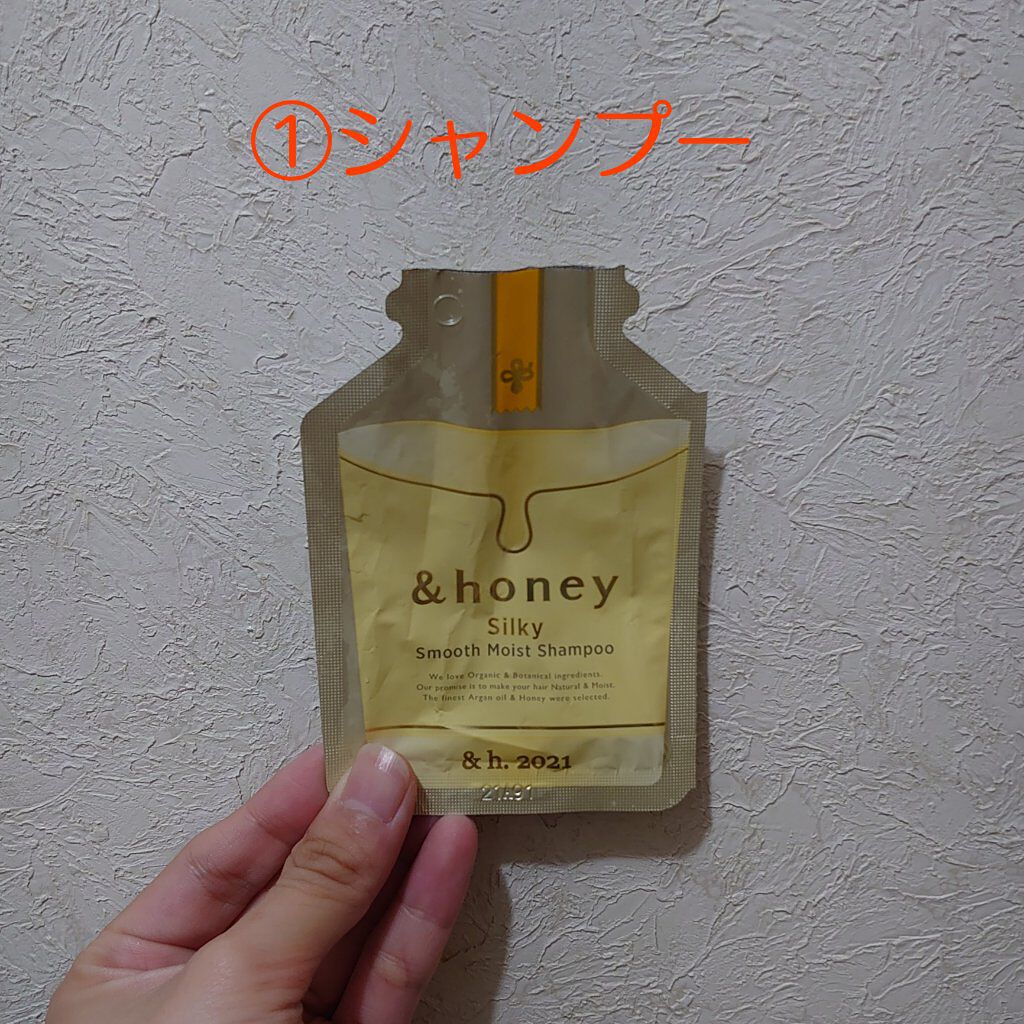 ①シャンプー
&honey
Silky
Smooth Moist Shampoo
We love Organic & Botanical ingredients.
Our promise is to make your hair Natural & Moist.
The finest Argan oil & Honey were selected.
& h. 2021